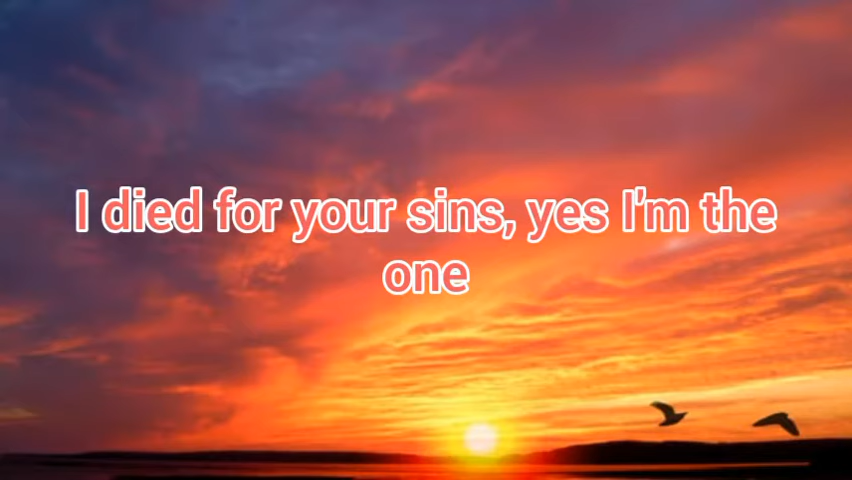 I died for your sins, yes I'm the
one